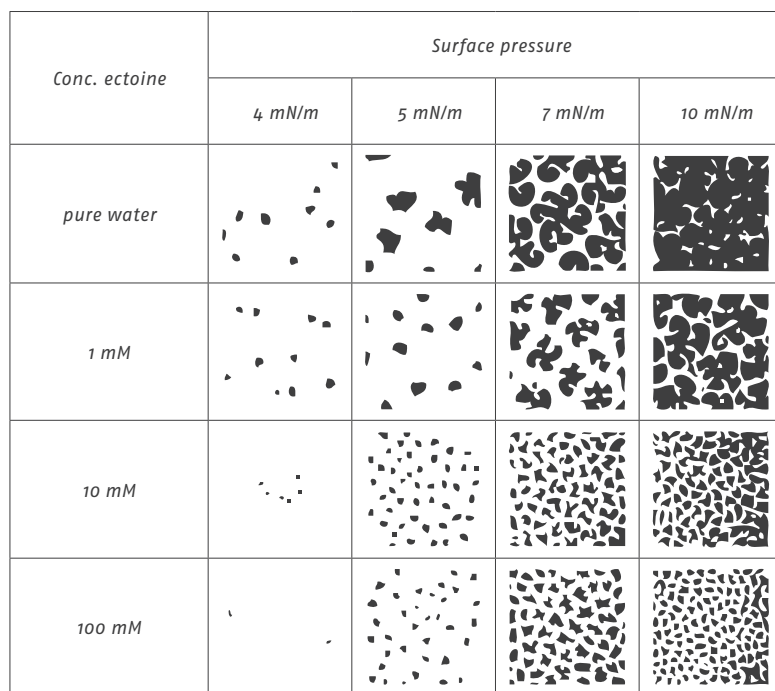 Conc. ectoine
Surface pressure
4 mN/m
5 mN/m
7 mN/m
10 mN/m
pure water
1 mM
10 mM
100 mM